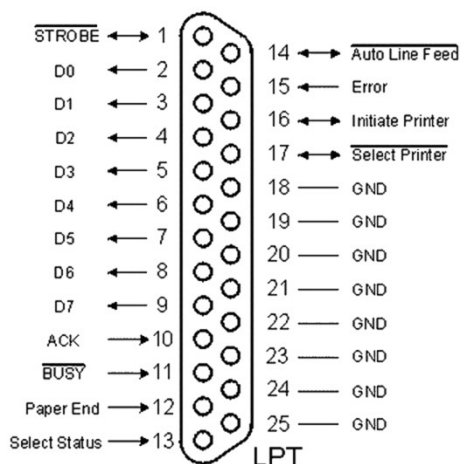 STROBE 1
D0 2
D1 3
D2 4
D3 5
D4 6
D5 7
D6 8
D7 9
ACK 10
BUSY 11
Paper End 12
Select Status 13
14 Auto Line Feed
15 Error
16 Initiate Printer
17 Select Printer
18 GND
19 GND
20 GND
21 GND
22 GND
23 GND
24 GND
25 GND
LPT